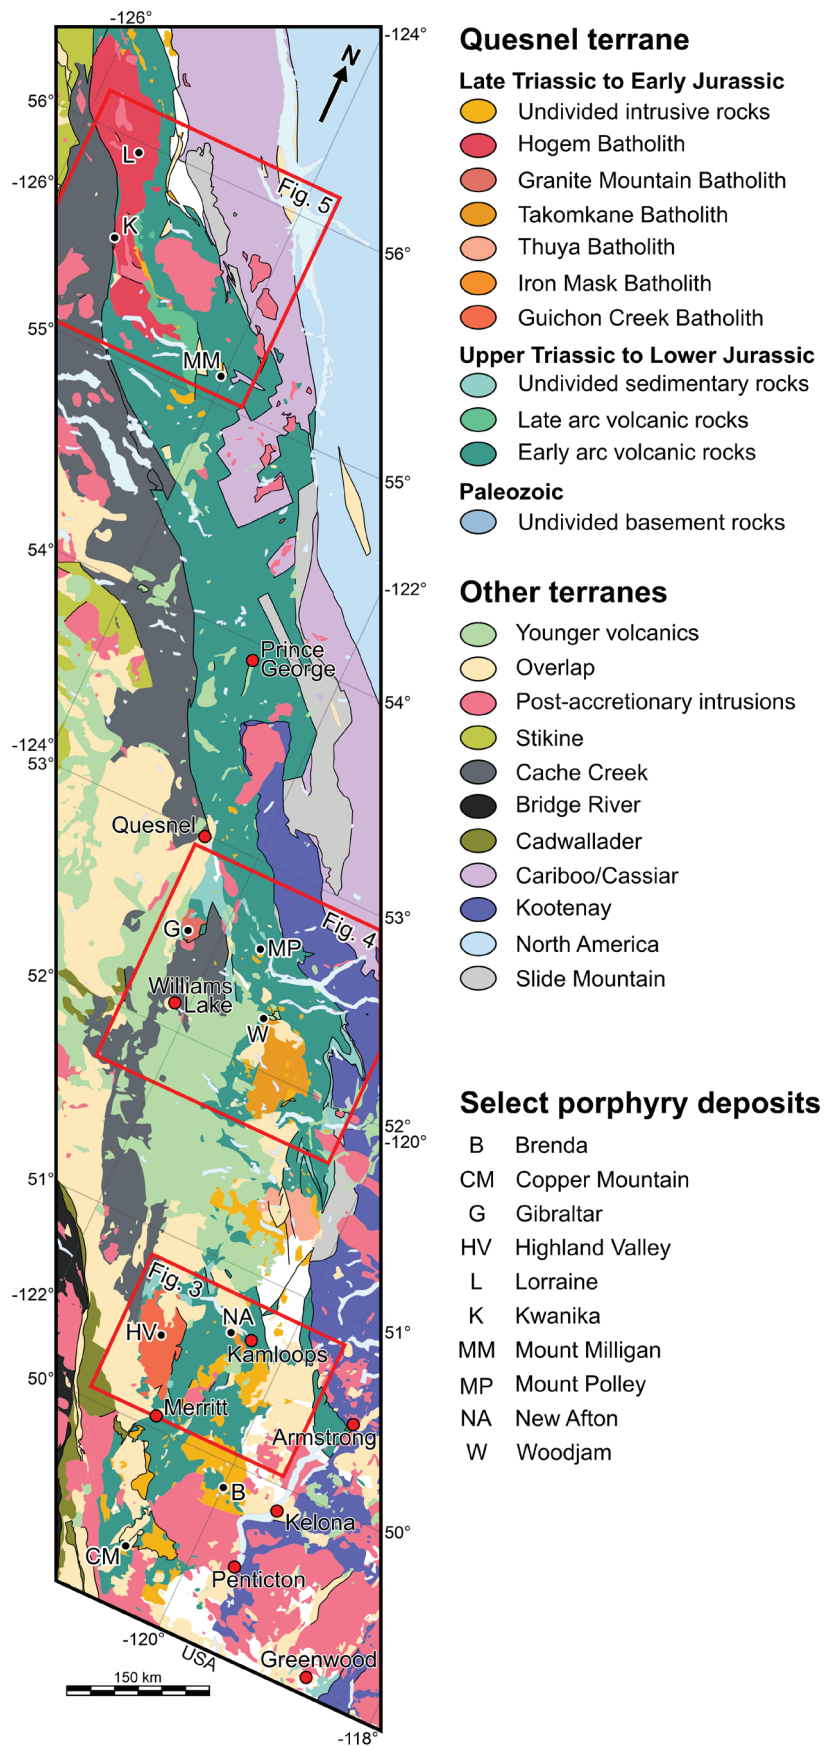 -126°
-124°
N
56°
-126°
L
Fig. 5
K
56°
55°
MM
55°
54°
-122°
Prince
George
54°
-124°
53°
Quesnel
53°
G
Fig. 4
MP
52°
Williams
Lake
W
52°
-120°
51°
Fig. 3
-122°
HV
NA
51°
Kamloops
50°
Merritt
Armstrong
B
Kelona
50°
CM
Penticton
-120°
USA
Greenwood
150 km
-118°
Quesnel terrane
Late Triassic to Early Jurassic
Undivided intrusive rocks
Hogem Batholith
Granite Mountain Batholith
Takomkane Batholith
Thuya Batholith
Iron Mask Batholith
Guichon Creek Batholith
Upper Triassic to Lower Jurassic
Undivided sedimentary rocks
Late arc volcanic rocks
Early arc volcanic rocks
Paleozoic
Undivided basement rocks
Other terranes
Younger volcanics
Overlap
Post-accretionary intrusions
Stikine
Cache Creek
Bridge River
Cadwallader
Cariboo/Cassiar
Kootenay
North America
Slide Mountain
Select porphyry deposits
B Brenda
CM Copper Mountain
G Gibraltar
HV Highland Valley
L Lorraine
K Kwanika
MM Mount Milligan
MP Mount Polley
NA New Afton
W Woodjam